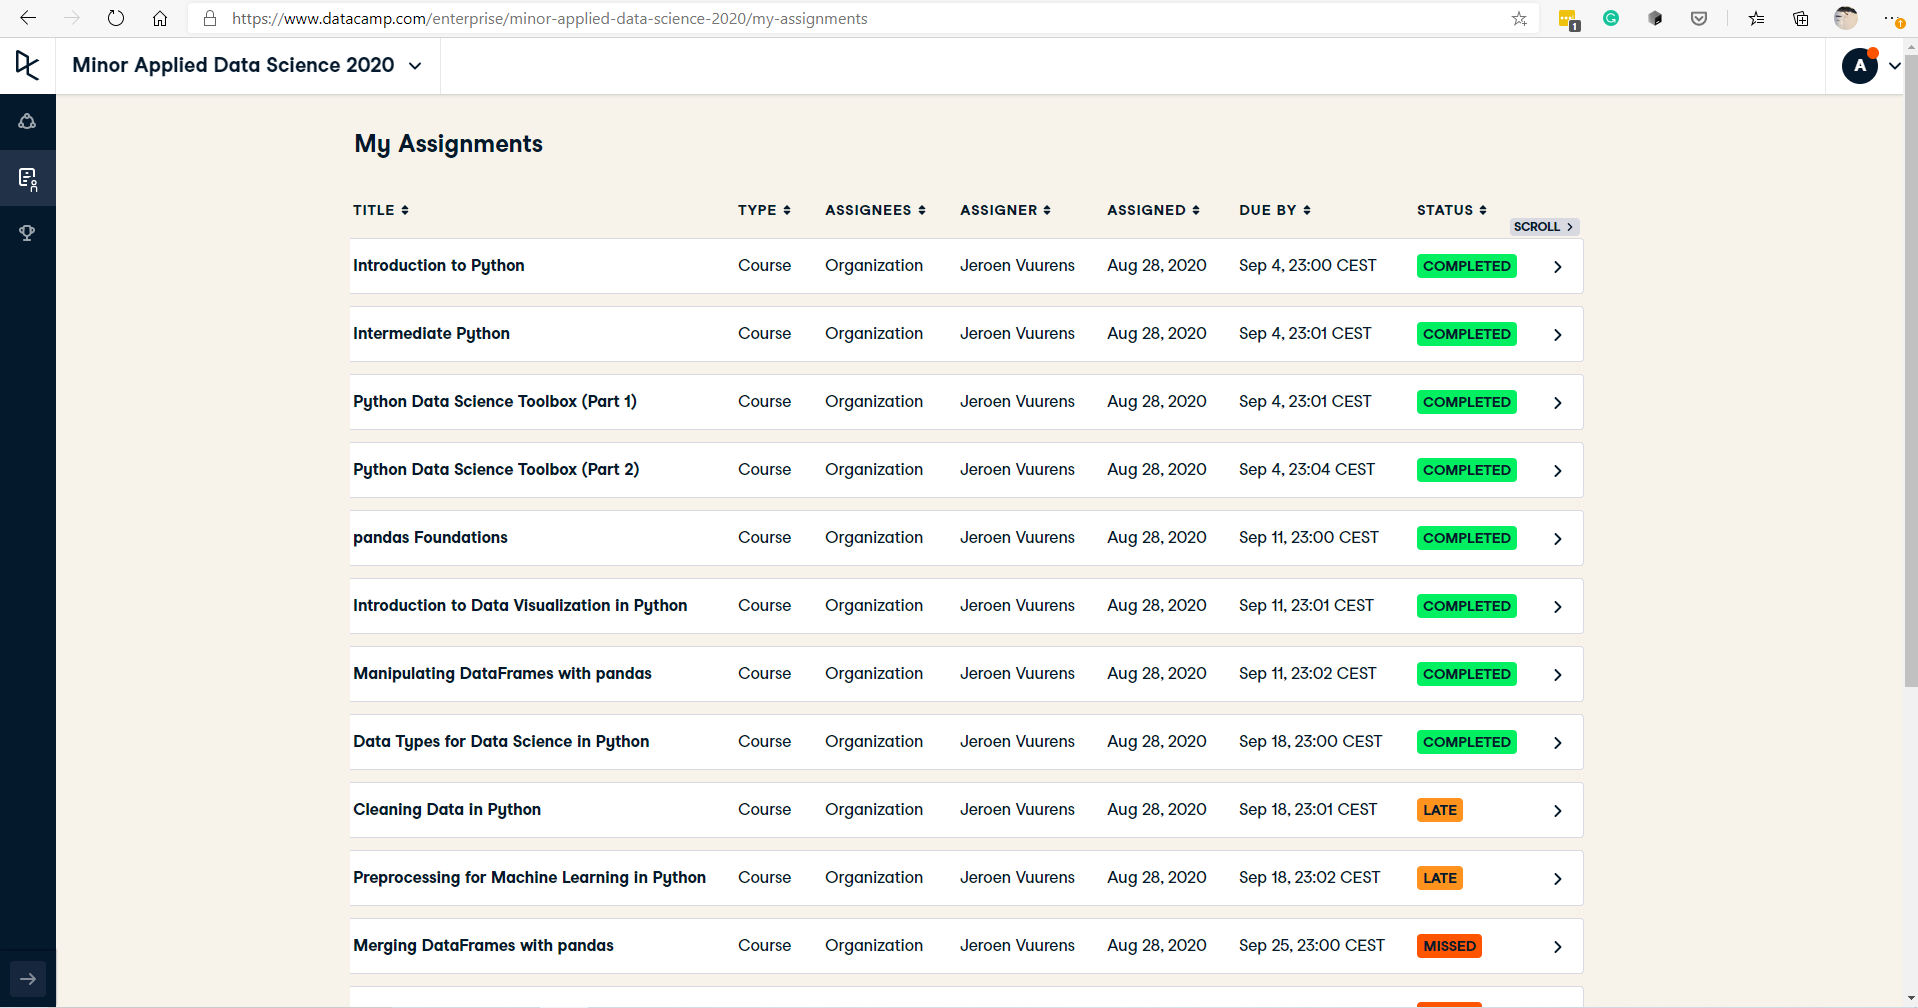 https://www.datacamp.com/enterprise/minor-applied-data-science-2020/my-assignments
1
Minor Applied Data Science 2020
A
My Assignments
TITLE TYPE ASSIGNEES ASSIGNER ASSIGNED DUE BY STATUS
SCROLL
Introduction to Python Course Organization Jeroen Vuurens Aug 28, 2020 Sep 4, 23:00 CEST COMPLETED
Intermediate Python Course Organization Jeroen Vuurens Aug 28, 2020 Sep 4, 23:01 CEST COMPLETED
Python Data Science Toolbox (Part 1) Course Organization Jeroen Vuurens Aug 28, 2020 Sep 4, 23:01 CEST COMPLETED
Python Data Science Toolbox (Part 2) Course Organization Jeroen Vuurens Aug 28, 2020 Sep 4, 23:04 CEST COMPLETED
pandas Foundations Course Organization Jeroen Vuurens Aug 28, 2020 Sep 11, 23:00 CEST COMPLETED
Introduction to Data Visualization in Python Course Organization Jeroen Vuurens Aug 28, 2020 Sep 11, 23:01 CEST COMPLETED
Manipulating DataFrames with pandas Course Organization Jeroen Vuurens Aug 28, 2020 Sep 11, 23:02 CEST COMPLETED
Data Types for Data Science in Python Course Organization Jeroen Vuurens Aug 28, 2020 Sep 18, 23:00 CEST COMPLETED
Cleaning Data in Python Course Organization Jeroen Vuurens Aug 28, 2020 Sep 18, 23:01 CEST LATE
Preprocessing for Machine Learning in Python Course Organization Jeroen Vuurens Aug 28, 2020 Sep 18, 23:02 CEST LATE
Merging DataFrames with pandas Course Organization Jeroen Vuurens Aug 28, 2020 Sep 25, 23:00 CEST MISSED